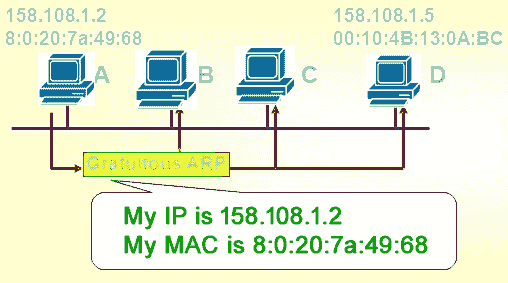 158.108.1.2
8:0:20:7a:49:68
158.108.1.5
00:10:4B:13:0A:BC
A
B
C
D
Gratuitous ARP
My IP is 158.108.1.2
My MAC is 8:0:20:7a:49:68